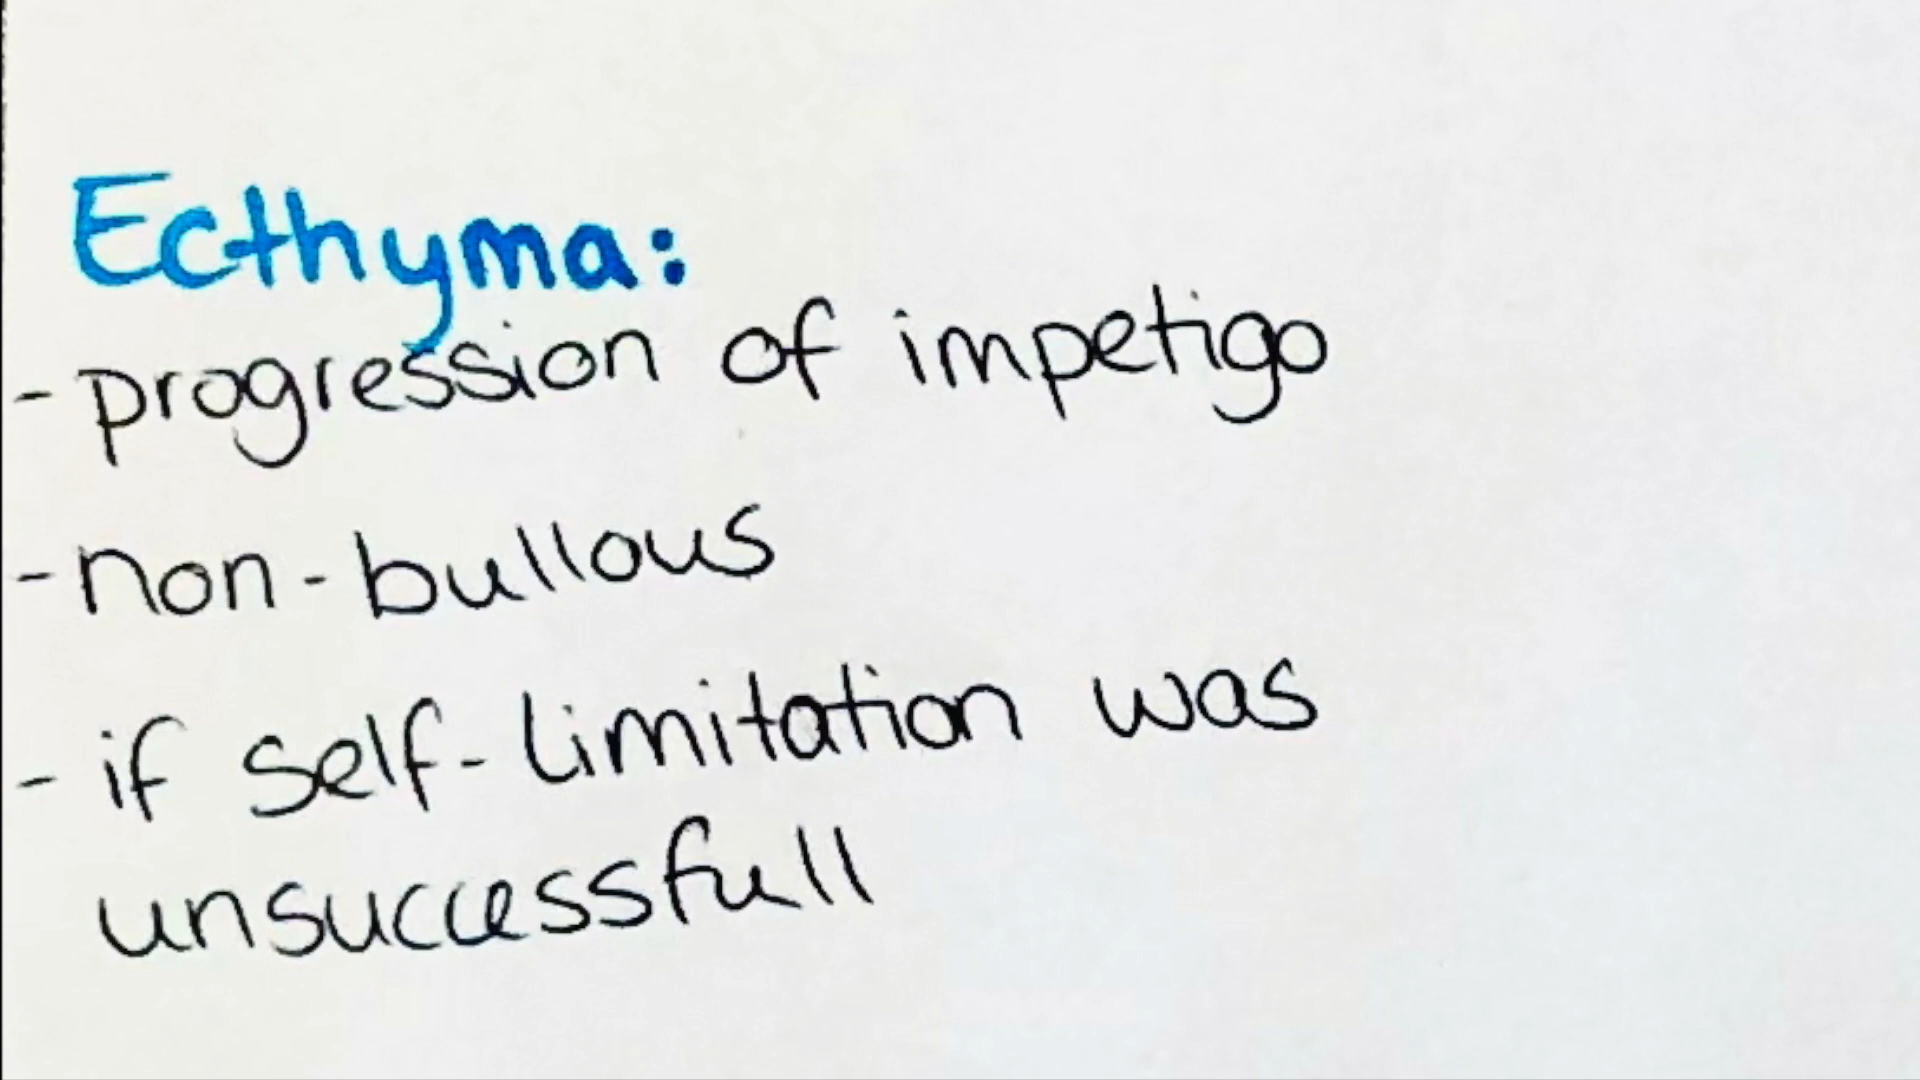 Ecthyma:
- progression of impetigo
- non-bullous
- if self-limitation was
unsuccessfull